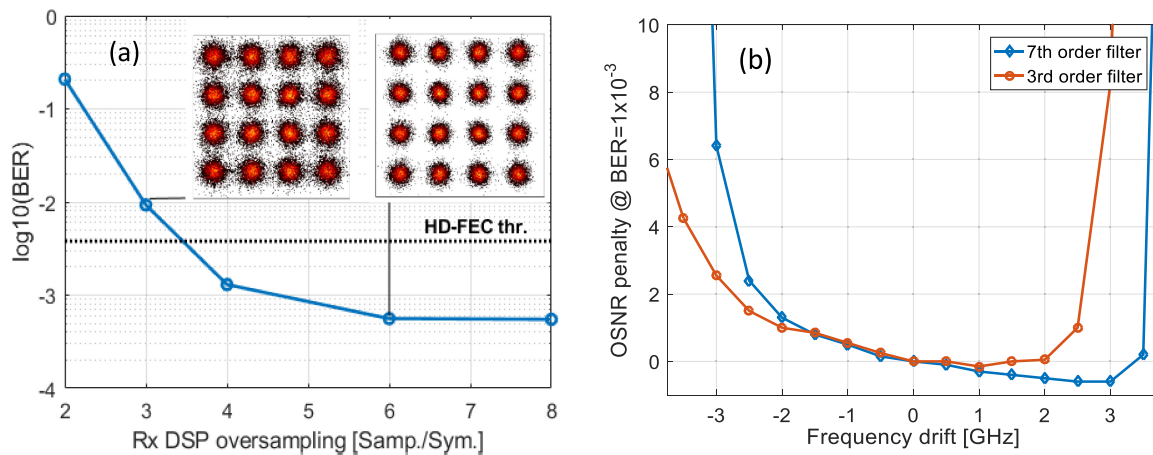 (a)
HD-FEC thr.
log10(BER)
0
-1
-2
-3
-4
2 3 4 5 6 7 8
Rx DSP oversampling [Samp./Sym.]
(b)
7th order filter
3rd order filter
OSNR penalty @ BER=1x10⁻³
10
8
6
4
2
0
-3 -2 -1 0 1 2 3
Frequency drift [GHz]